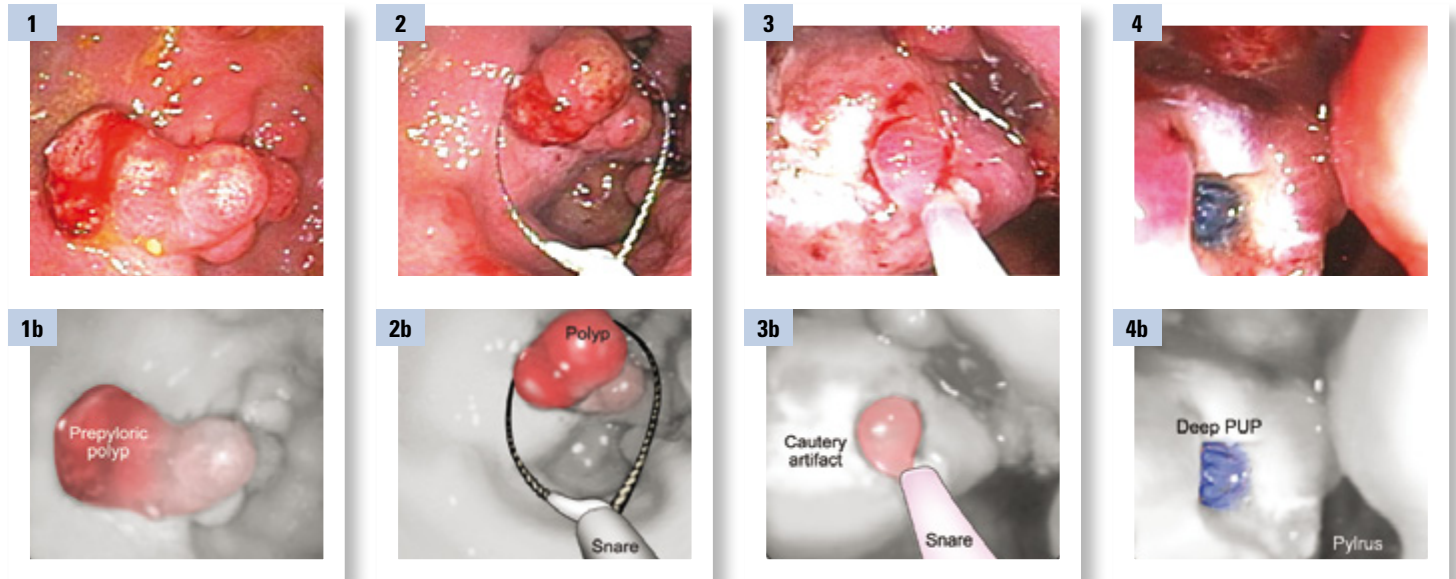 1
2
3
4
1b
2b
3b
4b
Prepyloric
polyp
Polyp
Snare
Cautery
artifact
Snare
Deep PUP
Pylrus